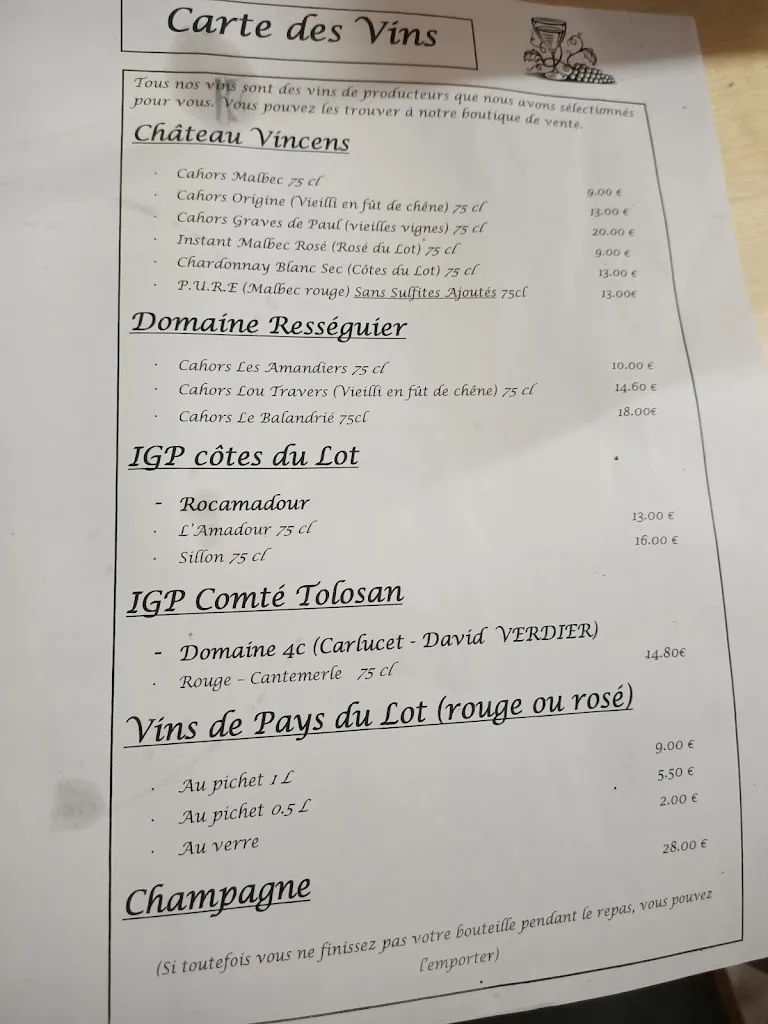 Carte des Vins
Tous nos vins sont des vins de producteurs que nous avons sélectionnés
pour vous. Vous pouvez les trouver à notre boutique de vente.
Château Vincens
· Cahors Malbec 75 cl 9.00 €
· Cahors Origine (Vieilli en fût de chêne) 75 cl 13.00 €
· Cahors Graves de Paul (vieilles vignes) 75 cl 20.00 €
· Instant Malbec Rosé (Rosé du Lot) 75 cl 9.00 €
· Chardonnay Blanc Sec (Côtes du Lot) 75 cl 13.00 €
· P.U.R.E (Malbec rouge) Sans Sulfites Ajoutés 75cl 13.00€
Domaine Rességuier
· Cahors Les Amandiers 75 cl 10.00 €
· Cahors Lou Travers (Vieilli en fût de chêne) 75 cl 14.60 €
· Cahors Le Balandrié 75cl 18.00€
IGP côtes du Lot
- Rocamadour
· L'Amadour 75 cl 13.00 €
· Sillon 75 cl 16.00 €
IGP Comté Tolosan
- Domaine 4c (Carlucet - David VERDIER)
· Rouge – Cantemerle 75 cl 14.80€
Vins de Pays du Lot (rouge ou rosé)
· Au pichet 1 L 9.00 €
· Au pichet 0.5 L 5.50 €
· Au verre 2.00 €
Champagne 28.00 €
(Si toutefois vous ne finissez pas votre bouteille pendant le repas, vous pouvez
l'emporter)